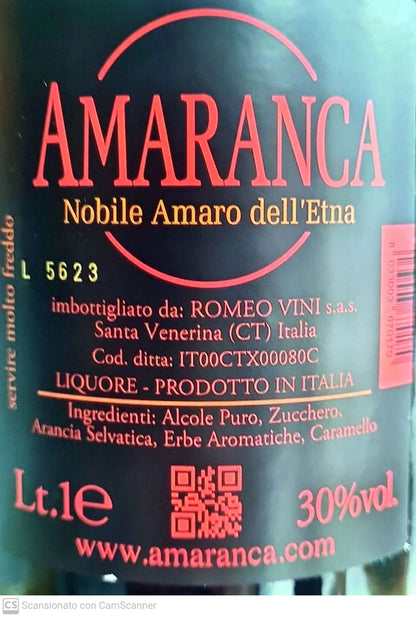 AMARANCA
Nobile Amaro dell'Etna
L 5623
imbottigliato da: ROMEO VINI s.a.s.
Santa Venerina (CT) Italia
Cod. ditta: IT00CTX00080C
LIQUORE - PRODOTTO IN ITALIA
Ingredienti: Alcole Puro, Zucchero,
Arancia Selvatica, Erbe Aromatiche, Caramello
Lt.1e
30%vol.
www.amaranca.com
servire molto freddo
CS Scansionato con CamScanner